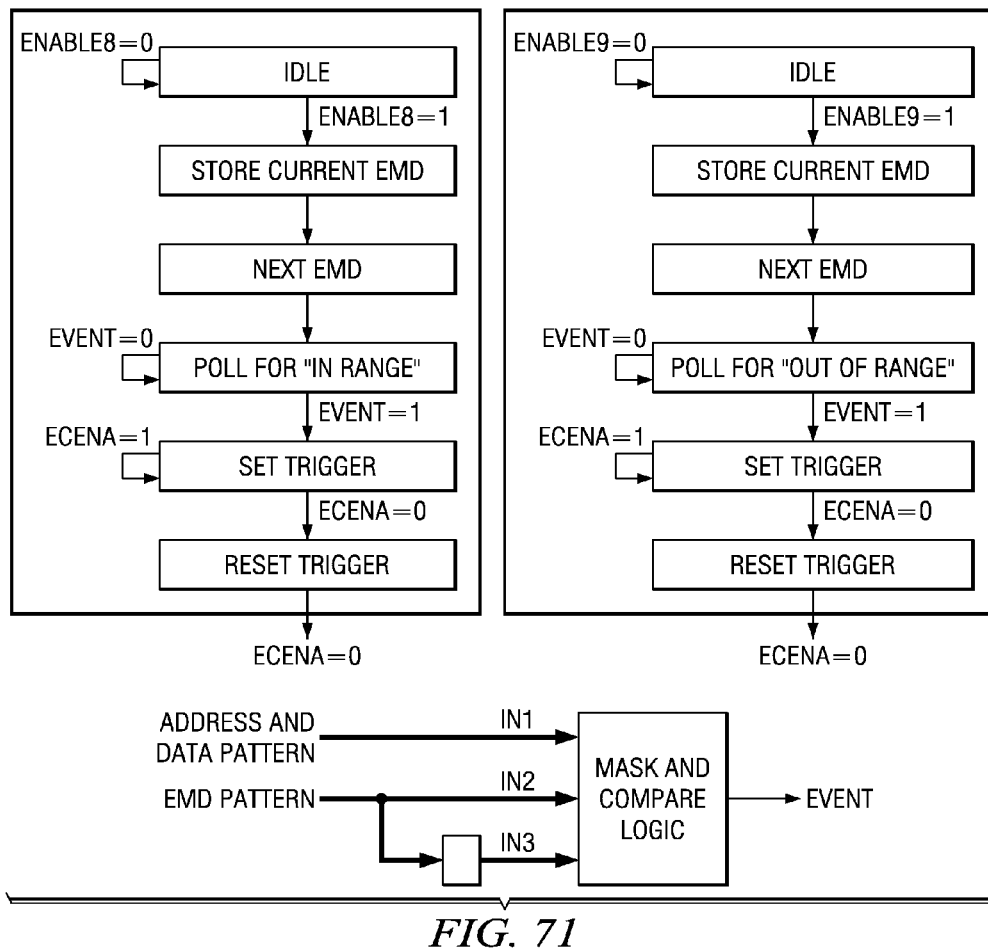 ENABLE8=0
IDLE
ENABLE8=1
STORE CURRENT EMD
NEXT EMD
EVENT=0
POLL FOR "IN RANGE"
EVENT=1
ECENA=1
SET TRIGGER
ECENA=0
RESET TRIGGER
ECENA=0
ENABLE9=0
IDLE
ENABLE9=1
STORE CURRENT EMD
NEXT EMD
EVENT=0
POLL FOR "OUT OF RANGE"
EVENT=1
ECENA=1
SET TRIGGER
ECENA=0
RESET TRIGGER
ECENA=0
ADDRESS AND
DATA PATTERN
IN1
EMD PATTERN
IN2
IN3
MASK AND
COMPARE
LOGIC
EVENT
FIG. 71